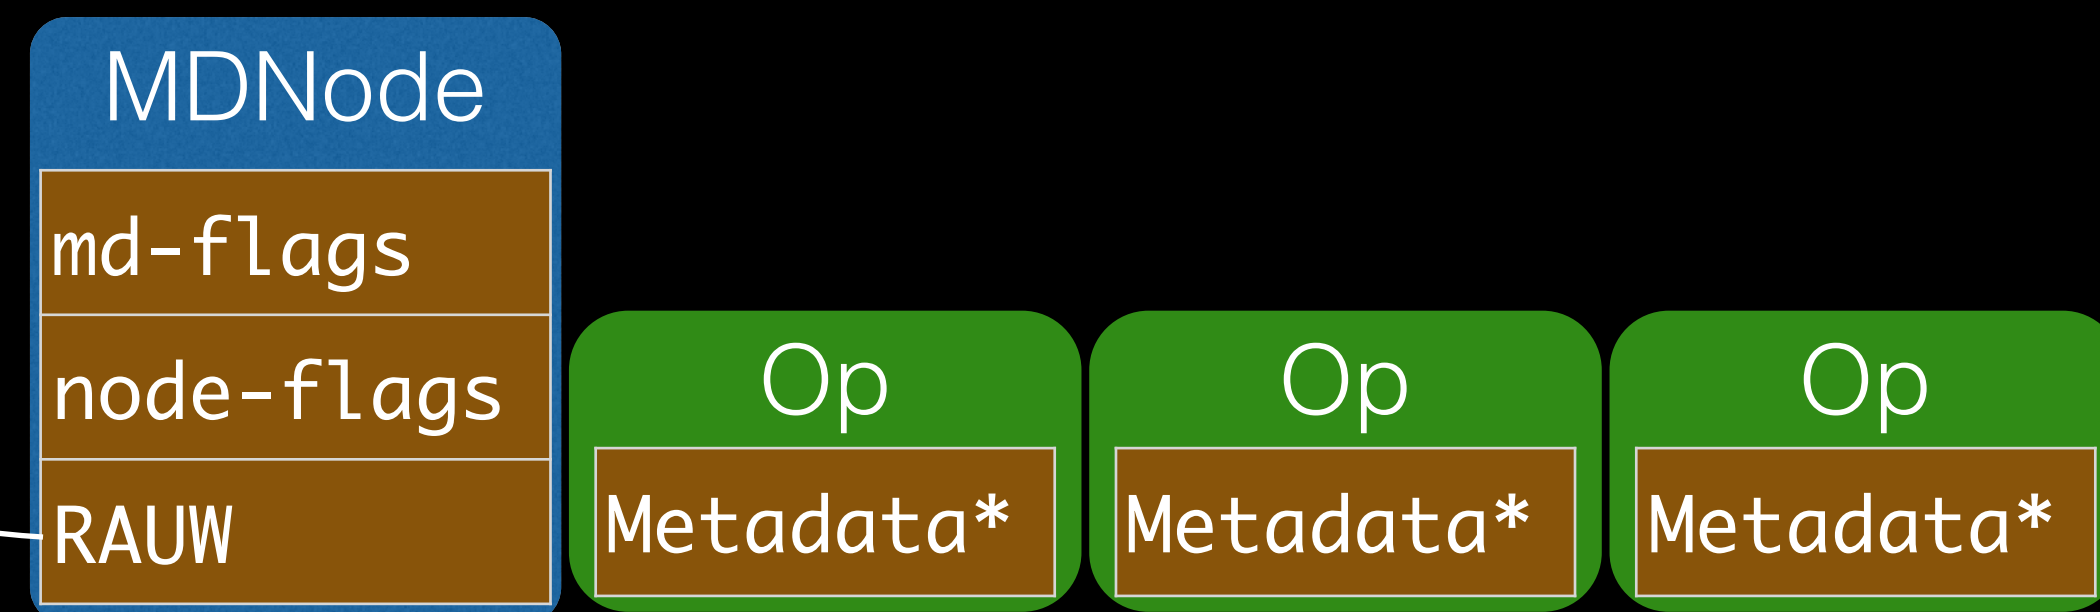 MDNode
md-flags
node-flags
RAUW
Op
Metadata*
Op
Metadata*
Op
Metadata*